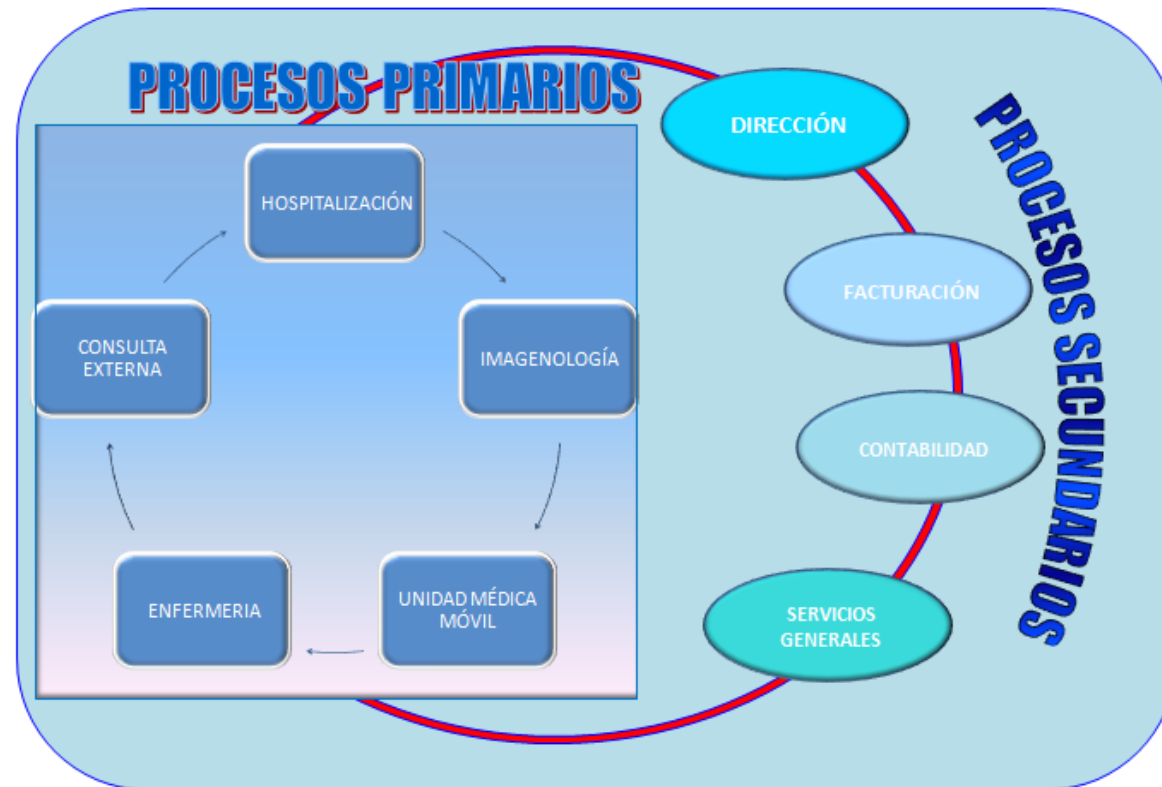 PROCESOS PRIMARIOS
HOSPITALIZACIÓN
IMAGENOLOGÍA
UNIDAD MÉDICA
MÓVIL
ENFERMERIA
CONSULTA
EXTERNA
PROCESOS SECUNDARIOS
DIRECCIÓN
FACTURACIÓN
CONTABILIDAD
SERVICIOS
GENERALES